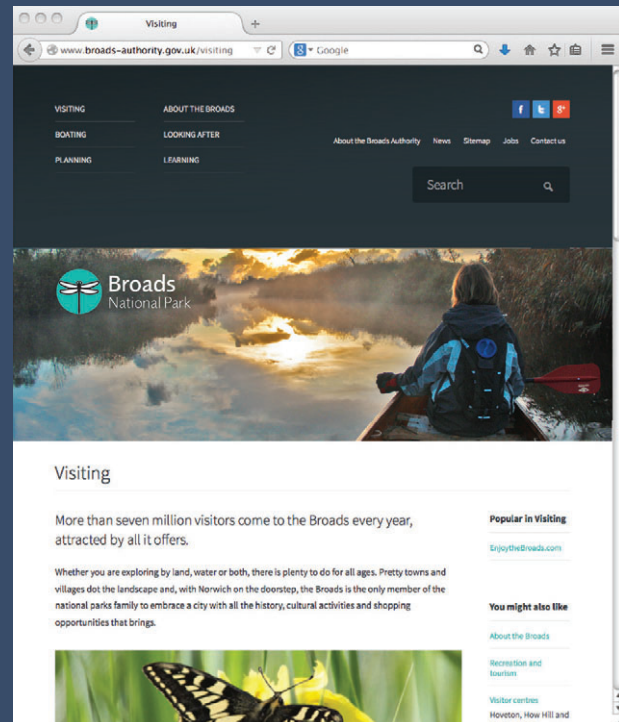 Visiting
www.broads-authority.gov.uk/visiting
Google
VISITING
ABOUT THE BROADS
BOATING
LOOKING AFTER
PLANNING
LEARNING
About the Broads Authority News Sitemap Jobs Contact us
Search
Broads
National Park
Visiting
More than seven million visitors come to the Broads every year,
attracted by all it offers.
Whether you are exploring by land, water or both, there is plenty to do for all ages. Pretty towns and
villages dot the landscape and, with Norwich on the doorstep, the Broads is the only member of the
national parks family to embrace a city with all the history, cultural activities and shopping
opportunities that brings.
Popular in Visiting
EnjoytheBroads.com
You might also like
About the Broads
Recreation and
tourism
Visitor centres
Hoveton, How Hill and